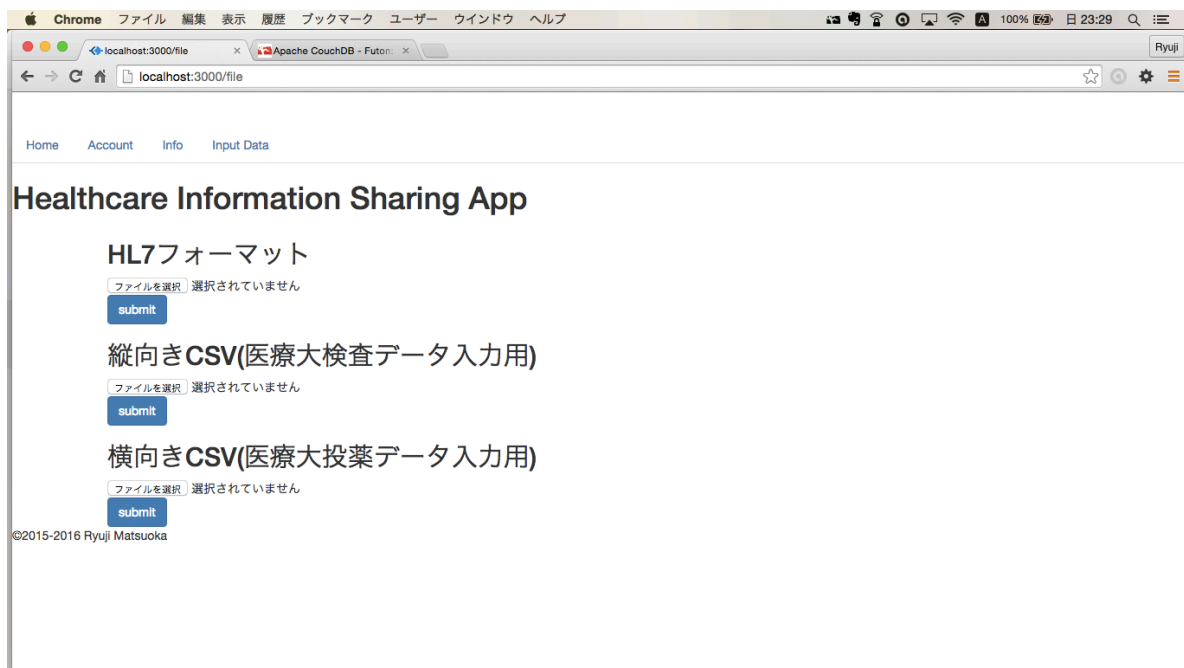 Chrome ファイル 編集 表示 履歴 ブックマーク ユーザー ウインドウ ヘルプ A 100% 日 23:29
localhost:3000/file × Apache CouchDB - Futon: × Ryuji
localhost:3000/file
Home Account Info Input Data
Healthcare Information Sharing App
HL7フォーマット
ファイルを選択 選択されていません
submit
縦向きCSV(医療大検査データ入力用)
ファイルを選択 選択されていません
submit
横向きCSV(医療大投薬データ入力用)
ファイルを選択 選択されていません
submit
©2015-2016 Ryuji Matsuoka